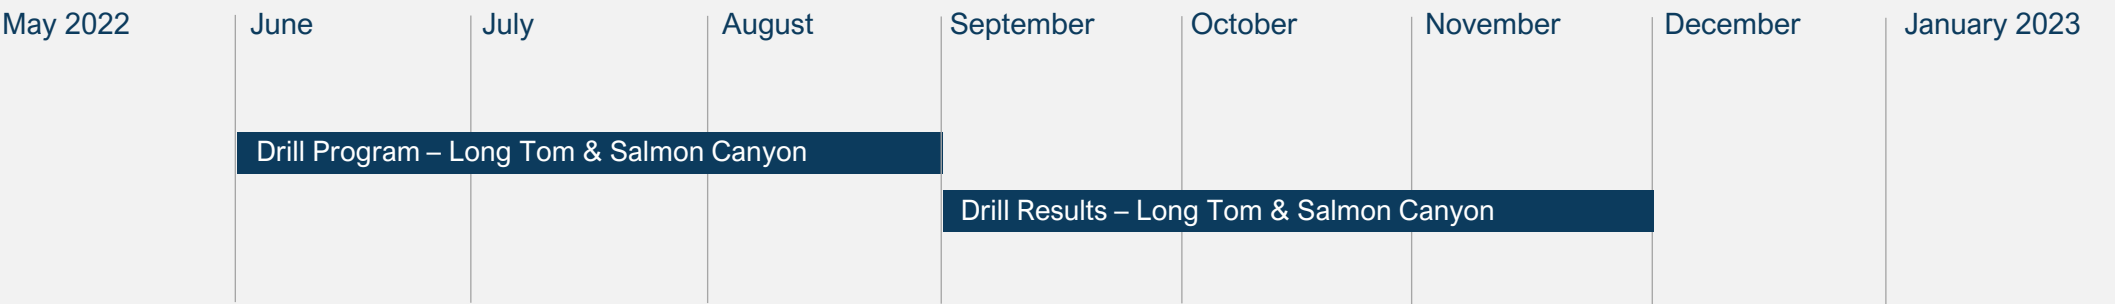 May 2022 June July August September October November December January 2023
Drill Program – Long Tom & Salmon Canyon
Drill Results – Long Tom & Salmon Canyon